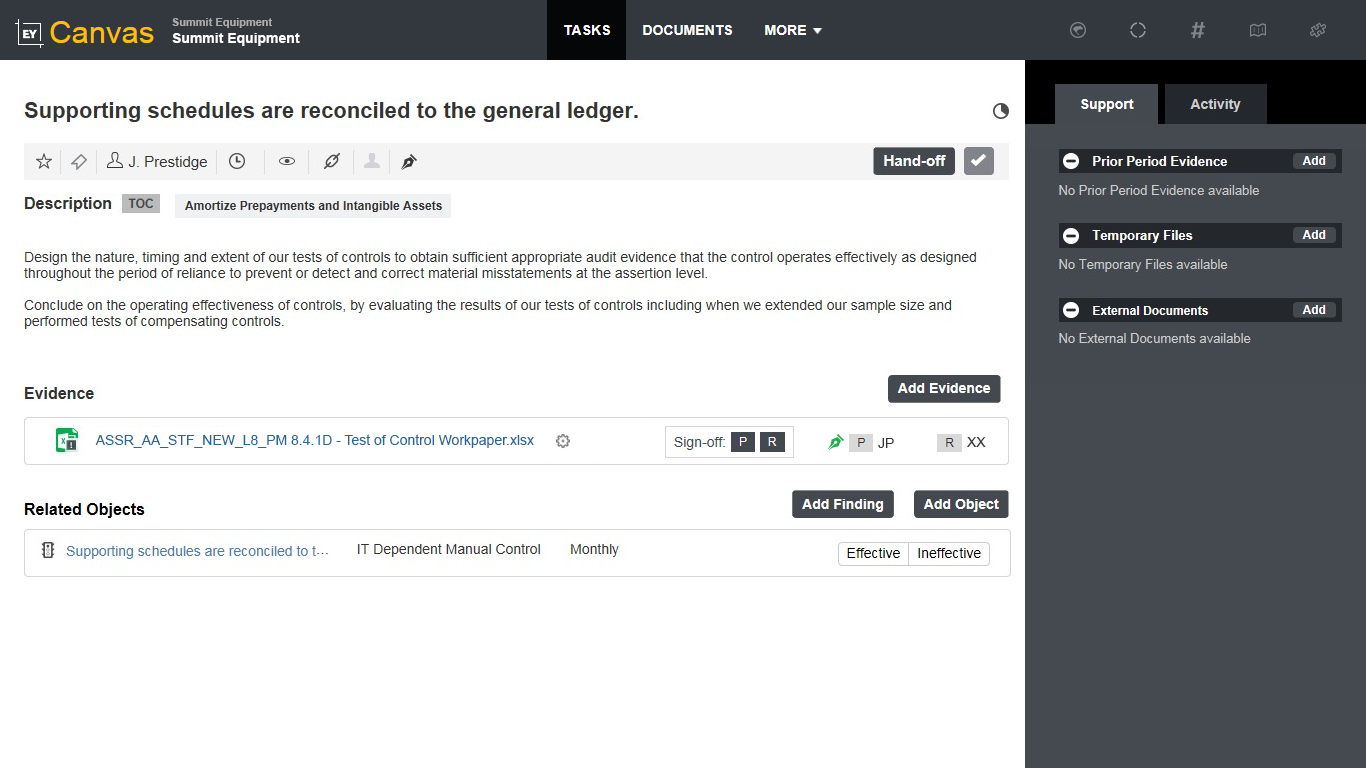 EY Canvas
Summit Equipment
Summit Equipment
TASKS
DOCUMENTS
MORE
#
Supporting schedules are reconciled to the general ledger.
J. Prestidge
Hand-off
Description
TOC
Amortize Prepayments and Intangible Assets
Design the nature, timing and extent of our tests of controls to obtain sufficient appropriate audit evidence that the control operates effectively as designed
throughout the period of reliance to prevent or detect and correct material misstatements at the assertion level.
Conclude on the operating effectiveness of controls, by evaluating the results of our tests of controls including when we extended our sample size and
performed tests of compensating controls.
Evidence
Add Evidence
ASSR_AA_STF_NEW_L8_PM 8.4.1D - Test of Control Workpaper.xlsx
Sign-off: P R
P JP
R XX
Related Objects
Add Finding
Add Object
Supporting schedules are reconciled to t...
IT Dependent Manual Control
Monthly
Effective
Ineffective
Support
Activity
Prior Period Evidence
Add
No Prior Period Evidence available
Temporary Files
Add
No Temporary Files available
External Documents
Add
No External Documents available